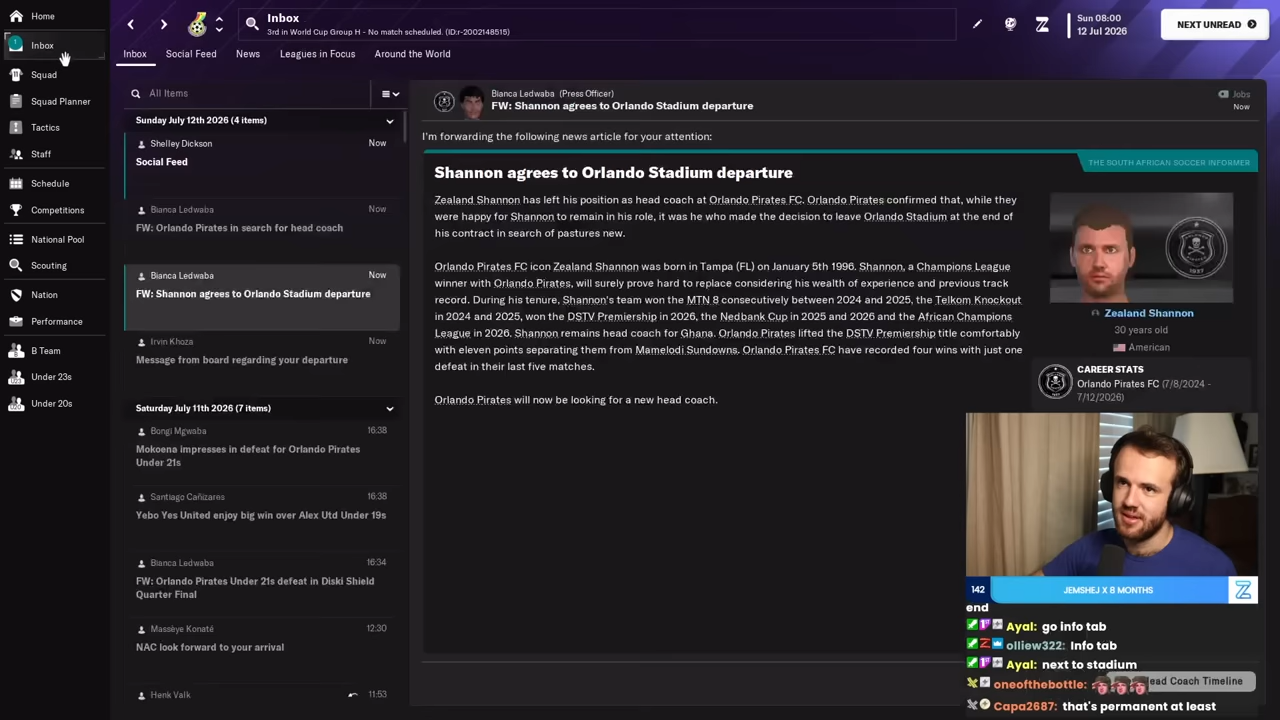 Home
Inbox
Squad
Squad Planner
Tactics
Staff
Schedule
Competitions
National Pool
Scouting
Nation
Performance
B Team
Under 23s
Under 20s
Inbox
3rd in World Cup Group H - No match scheduled. (ID:r-2002148515)
Sun 08:00
12 Jul 2026
NEXT UNREAD
Inbox
Social Feed
News
Leagues in Focus
Around the World
All Items
Sunday July 12th 2026 (4 items)
Shelley Dickson
Now
Social Feed
Bianca Ledwaba
Now
FW: Orlando Pirates in search for head coach
Bianca Ledwaba
Now
FW: Shannon agrees to Orlando Stadium departure
Irvin Khoza
Now
Message from board regarding your departure
Saturday July 11th 2026 (7 items)
Bongi Mgwaba
16:38
Mokoena impresses in defeat for Orlando Pirates
Under 21s
Santiago Cañizares
16:38
Yebo Yes United enjoy big win over Alex Utd Under 19s
Bianca Ledwaba
16:34
FW: Orlando Pirates Under 21s defeat in Diski Shield
Quarter Final
Massèye Konaté
12:30
NAC look forward to your arrival
Henk Valk
11:53
Bianca Ledwaba (Press Officer)
FW: Shannon agrees to Orlando Stadium departure
Jobs
Now
I'm forwarding the following news article for your attention:
THE SOUTH AFRICAN SOCCER INFORMER
Shannon agrees to Orlando Stadium departure
Zealand Shannon has left his position as head coach at Orlando Pirates FC. Orlando Pirates confirmed that, while they
were happy for Shannon to remain in his role, it was he who made the decision to leave Orlando Stadium at the end of
his contract in search of pastures new.
Orlando Pirates FC icon Zealand Shannon was born in Tampa (FL) on January 5th 1996. Shannon, a Champions League
winner with Orlando Pirates, will surely prove hard to replace considering his wealth of experience and previous track
record. During his tenure, Shannon's team won the MTN 8 consecutively between 2024 and 2025, the Telkom Knockout
in 2024 and 2025, won the DSTV Premiership in 2026, the Nedbank Cup in 2025 and 2026 and the African Champions
League in 2026. Shannon remains head coach for Ghana. Orlando Pirates lifted the DSTV Premiership title comfortably
with eleven points separating them from Mamelodi Sundowns. Orlando Pirates FC have recorded four wins with just one
defeat in their last five matches.
Orlando Pirates will now be looking for a new head coach.
Zealand Shannon
30 years old
American
CAREER STATS
Orlando Pirates FC (7/8/2024 -
7/12/2026)
142
JEMSHEJ X 8 MONTHS
end
Ayal: go info tab
olliew322: Info tab
Ayal: next to stadium
oneofthebottle:
ead Coach Timeline
Capa2687: that's permanent at least